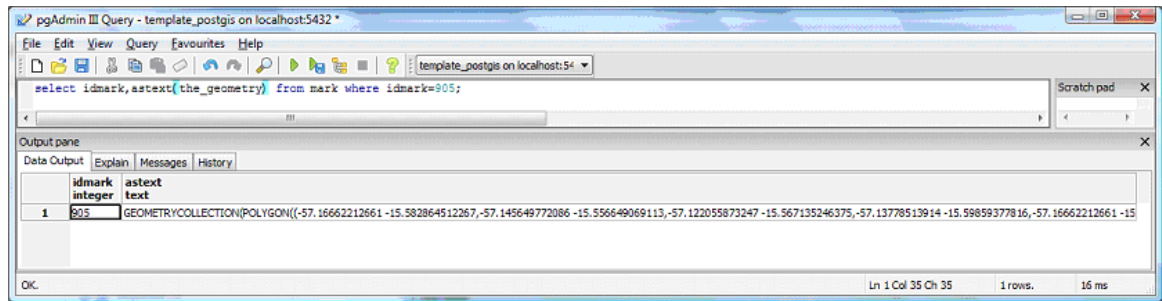 pgAdmin III Query - template_postgis on localhost:5432 *
File Edit View Query Favourites Help
template_postgis on localhost:54
select idmark,astext(the_geometry) from mark where idmark=905;
Scratch pad
Output pane
Data Output Explain Messages History
idmark astext
integer text
1 905 GEOMETRYCOLLECTION(POLYGON((-57.16662212661 -15.582864512267,-57.145649772086 -15.556649069113,-57.122055873247 -15.567135246375,-57.13778513914 -15.59859377816,-57.16662212661 -15
OK. Ln 1 Col 35 Ch 35 1 rows. 16 ms